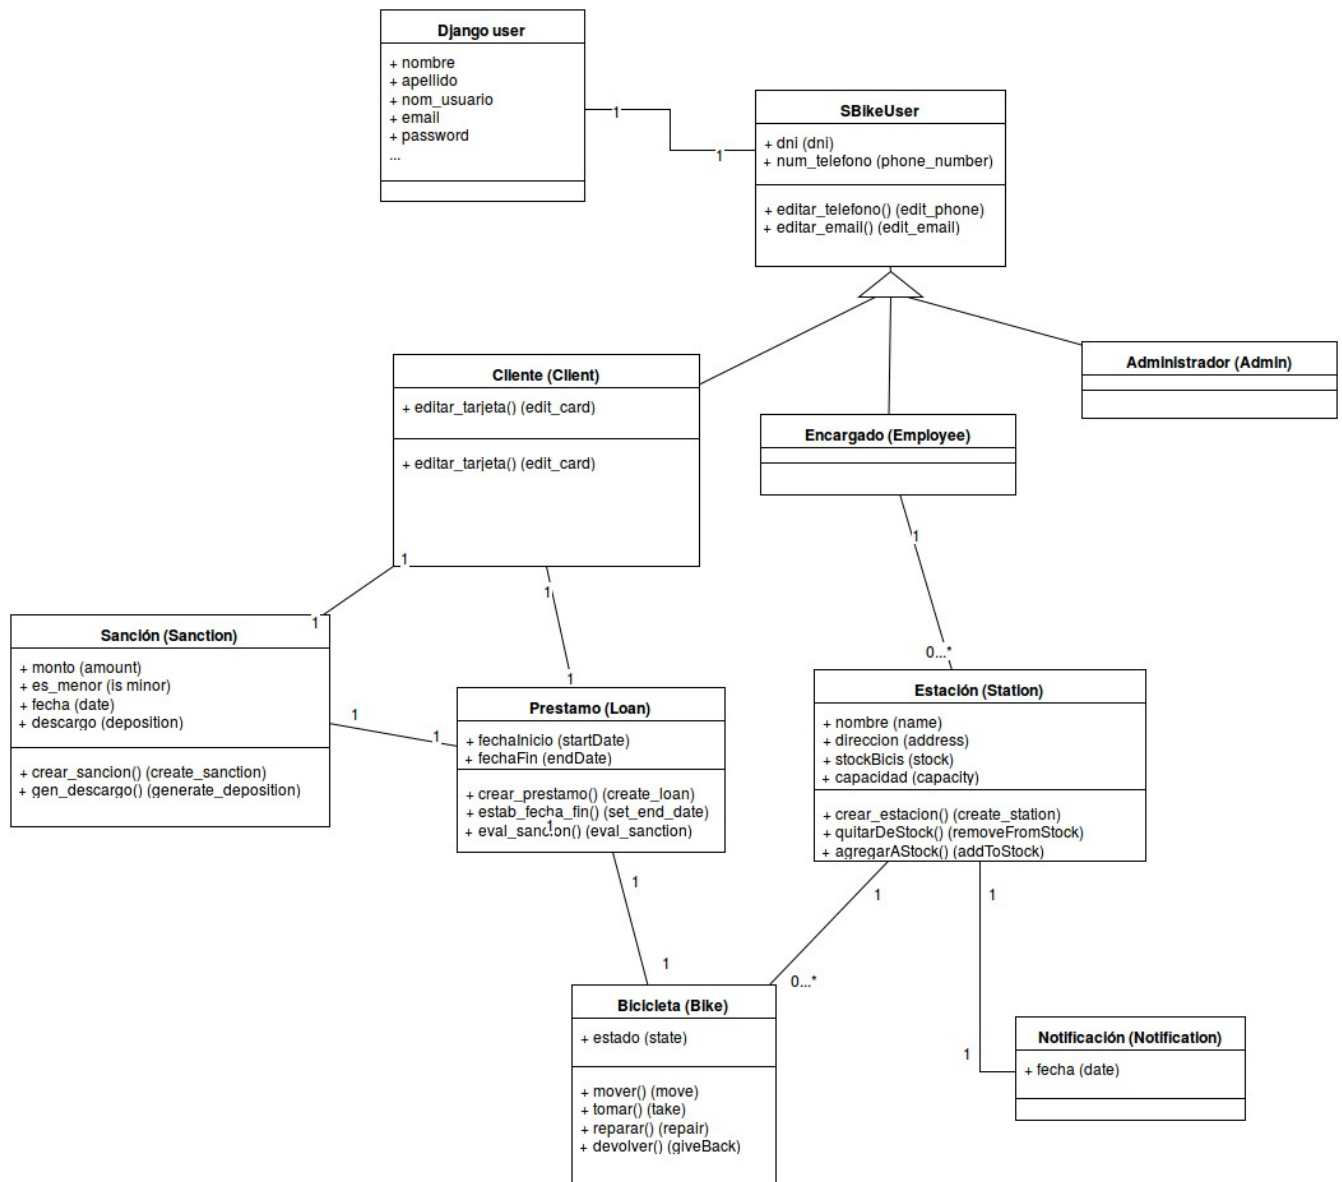 Django user
+ nombre
+ apellido
+ nom_usuario
+ email
+ password
...
1
1
SBikeUser
+ dni (dni)
+ num_telefono (phone_number)
+ editar_telefono() (edit_phone)
+ editar_email() (edit_email)
Cliente (Client)
+ editar_tarjeta() (edit_card)
+ editar_tarjeta() (edit_card)
Encargado (Employee)
Administrador (Admin)
1
1
1
1
1
0...*
Sanción (Sanction)
+ monto (amount)
+ es_menor (is minor)
+ fecha (date)
+ descargo (deposition)
+ crear_sancion() (create_sanction)
+ gen_descargo() (generate_deposition)
1
1
Prestamo (Loan)
+ fechaInicio (startDate)
+ fechaFin (endDate)
+ crear_prestamo() (create_loan)
+ estab_fecha_fin() (set_end_date)
+ eval_sancion() (eval_sanction)
1
Estación (Station)
+ nombre (name)
+ direccion (address)
+ stockBicis (stock)
+ capacidad (capacity)
+ crear_estacion() (create_station)
+ quitarDeStock() (removeFromStock)
+ agregarAStock() (addToStock)
1
1
1
1
0...*
1
Bicicleta (Bike)
+ estado (state)
+ mover() (move)
+ tomar() (take)
+ reparar() (repair)
+ devolver() (giveBack)
Notificación (Notification)
+ fecha (date)